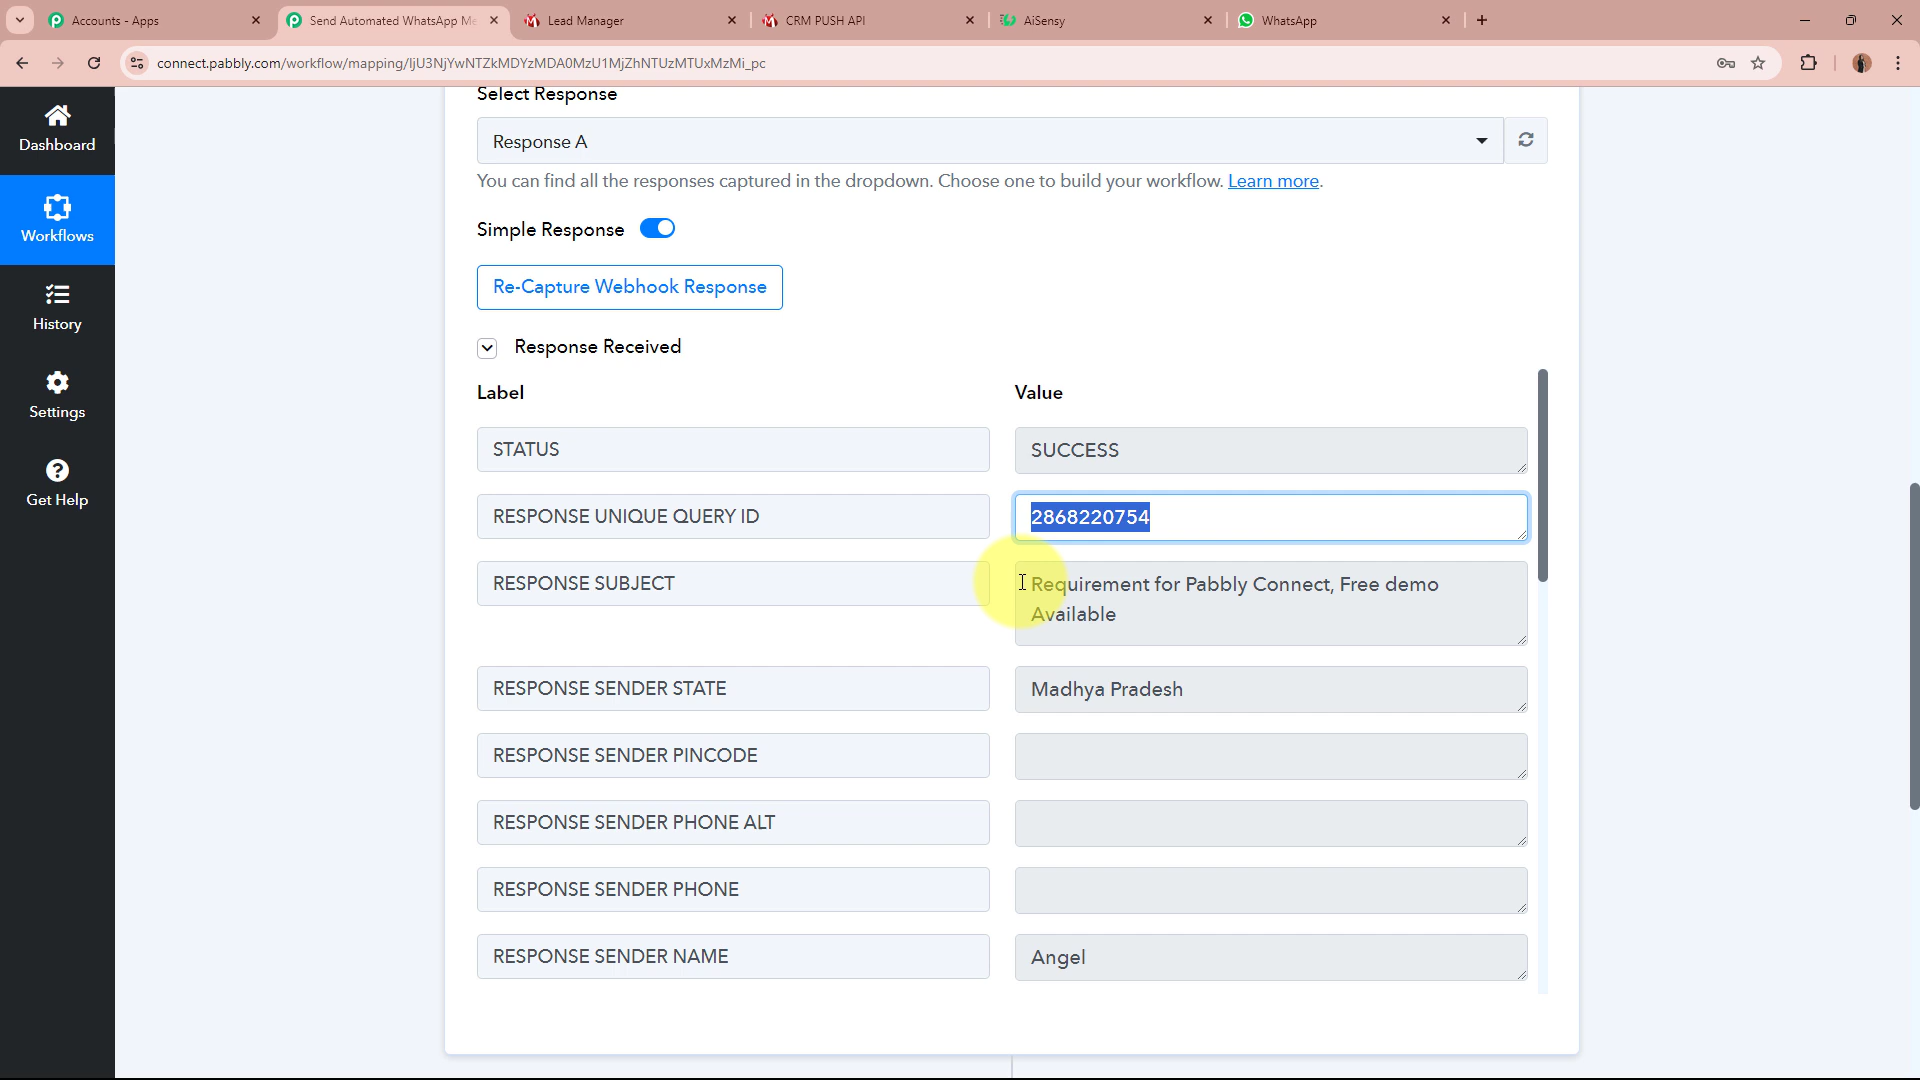 Accounts - Apps
Send Automated WhatsApp Me
Lead Manager
CRM PUSH API
AiSensy
WhatsApp
connect.pabbly.com/workflow/mapping/IjU3NjYwNTZkMDYzMDA0MzU1MjZhNTUzMTUxMzMi_pc
Dashboard
Workflows
History
Settings
Get Help
Select Response
Response A
You can find all the responses captured in the dropdown. Choose one to build your workflow. Learn more.
Simple Response
Re-Capture Webhook Response
Response Received
Label Value
STATUS SUCCESS
RESPONSE UNIQUE QUERY ID 2868220754
RESPONSE SUBJECT Requirement for Pabbly Connect, Free demo
Available
RESPONSE SENDER STATE Madhya Pradesh
RESPONSE SENDER PINCODE
RESPONSE SENDER PHONE ALT
RESPONSE SENDER PHONE
RESPONSE SENDER NAME Angel